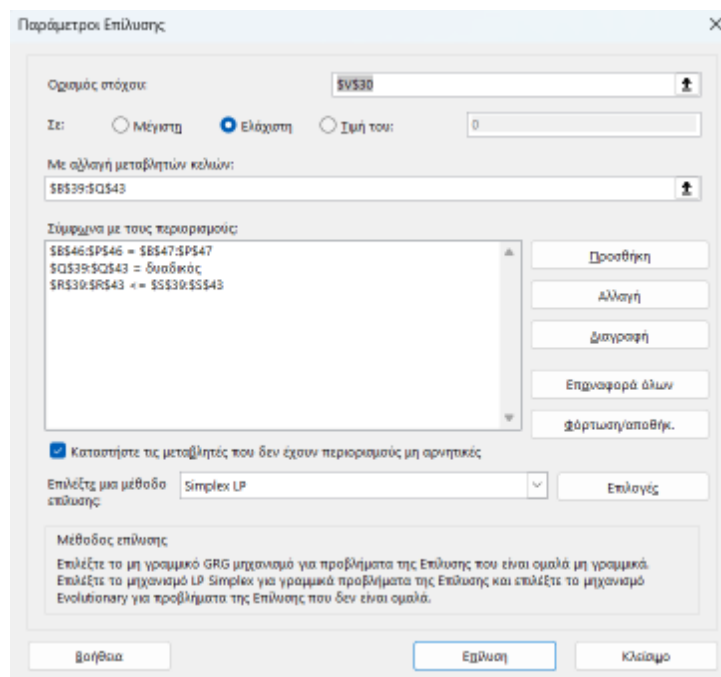 Παράμετροι Επίλυσης
Ορισμός στόχου: $V$30
Σε: Μέγιστη Ελάχιστη Τιμή του: 0
Με αλλαγή μεταβλητών κελιών:
$B$39:$Q$43
Σύμφωνα με τους περιορισμούς:
$B$46:$P$46 = $B$47:$P$47
$Q$39:$Q$43 = δυαδικός
$R$39:$R$43 <= $S$39:$S$43
Προσθήκη
Αλλαγή
Διαγραφή
Επαναφορά όλων
Φόρτωση/αποθήκ.
Καταστήστε τις μεταβλητές που δεν έχουν περιορισμούς μη αρνητικές
Επιλέξτε μια μέθοδο
επίλυσης:
Simplex LP
Επιλογές
Μέθοδος επίλυσης
Επιλέξτε το μη γραμμικό GRG μηχανισμό για προβλήματα της Επίλυσης που είναι ομαλά μη γραμμικά.
Επιλέξτε το μηχανισμό LP Simplex για γραμμικά προβλήματα της Επίλυσης και επιλέξτε το μηχανισμό
Evolutionary για προβλήματα της Επίλυσης που δεν είναι ομαλά.
Βοήθεια
Επίλυση
Κλείσιμο